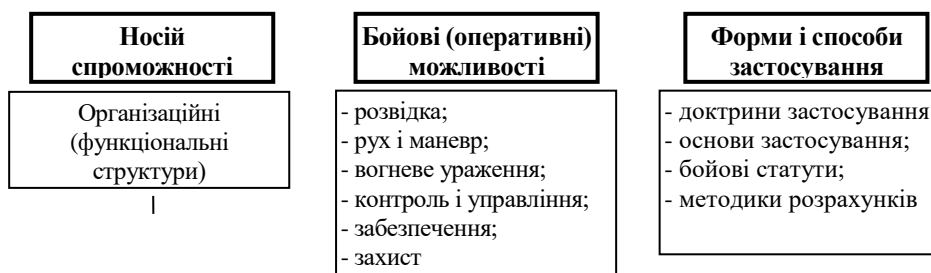 Носій
спроможності
Організаційні
(функціональні
структури)
Бойові (оперативні)
можливості
- розвідка;
- рух і маневр;
- вогневе ураження;
- контроль і управління;
- забезпечення;
- захист
Форми і способи
застосування
- доктрини застосування
- основи застосування;
- бойові статути;
- методики розрахунків